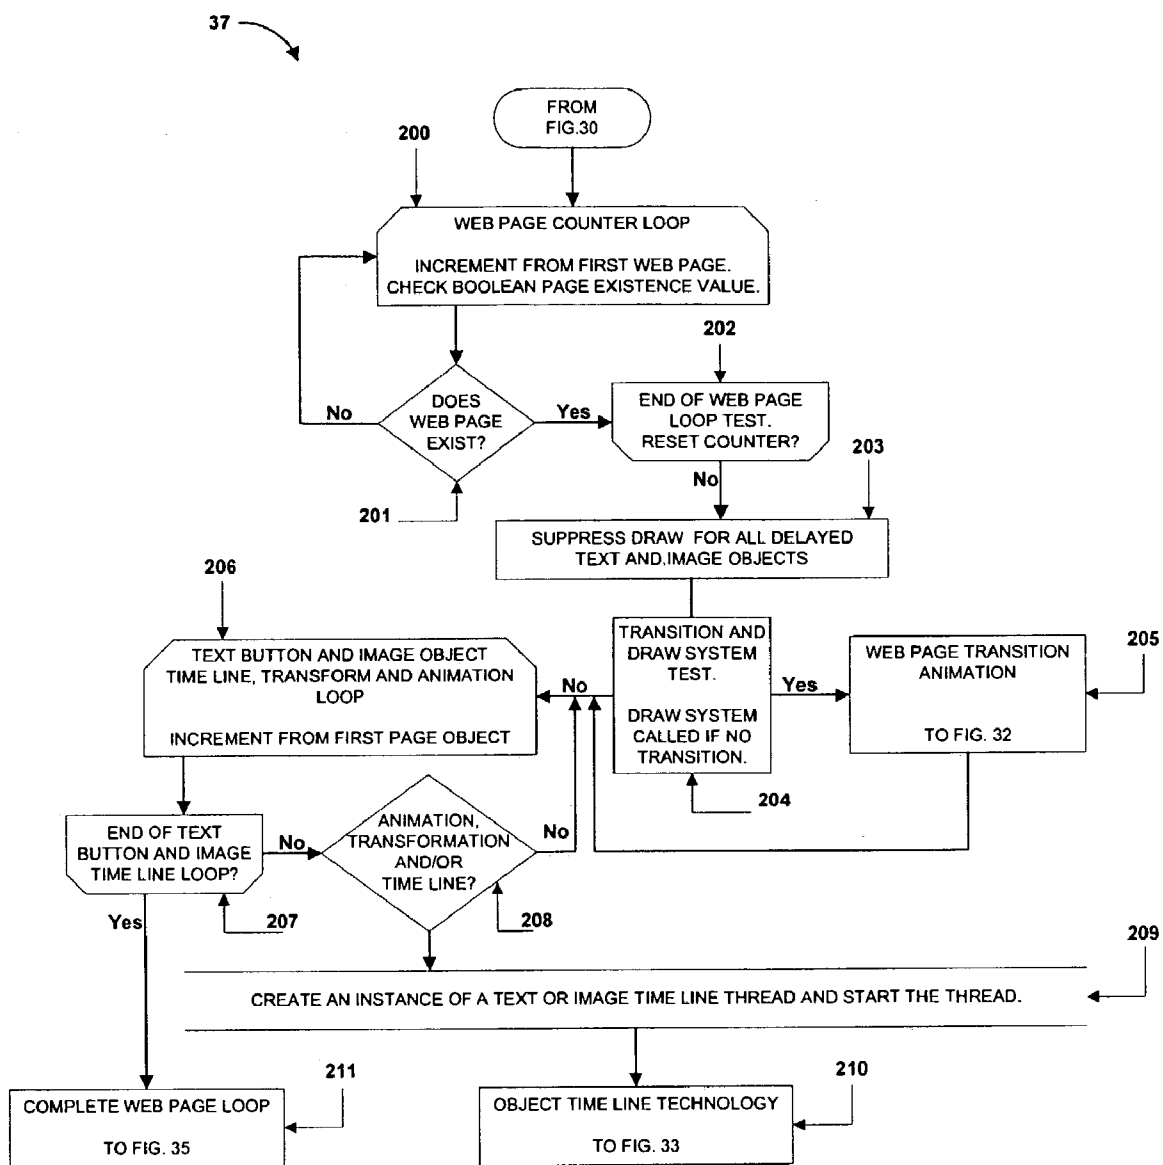 37
FROM
FIG.30
200
WEB PAGE COUNTER LOOP
INCREMENT FROM FIRST WEB PAGE.
CHECK BOOLEAN PAGE EXISTENCE VALUE.
202
DOES
WEB PAGE
EXIST?
No
Yes
END OF WEB PAGE
LOOP TEST.
RESET COUNTER?
No
201
203
SUPPRESS DRAW FOR ALL DELAYED
TEXT AND IMAGE OBJECTS
206
TEXT BUTTON AND IMAGE OBJECT
TIME LINE, TRANSFORM AND ANIMATION
LOOP
INCREMENT FROM FIRST PAGE OBJECT
No
TRANSITION AND
DRAW SYSTEM
TEST.
DRAW SYSTEM
CALLED IF NO
TRANSITION.
Yes
WEB PAGE TRANSITION
ANIMATION
TO FIG. 32
205
204
END OF TEXT
BUTTON AND IMAGE
TIME LINE LOOP?
No
ANIMATION,
TRANSFORMATION
AND/OR
TIME LINE?
No
Yes
207
208
209
CREATE AN INSTANCE OF A TEXT OR IMAGE TIME LINE THREAD AND START THE THREAD.
211
COMPLETE WEB PAGE LOOP
TO FIG. 35
210
OBJECT TIME LINE TECHNOLOGY
TO FIG. 33